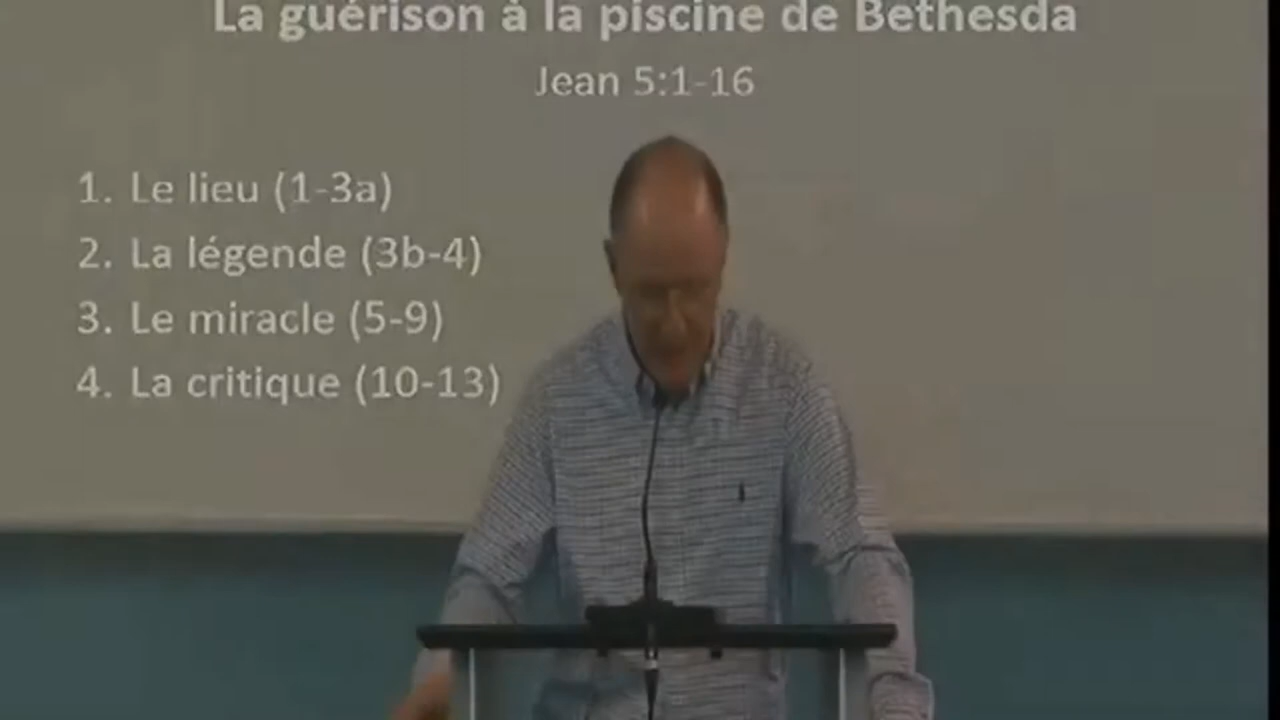 La guérison à la piscine de Bethesda
Jean 5:1-16
1. Le lieu (1-3a)
2. La légende (3b-4)
3. Le miracle (5-9)
4. La critique (10-13)